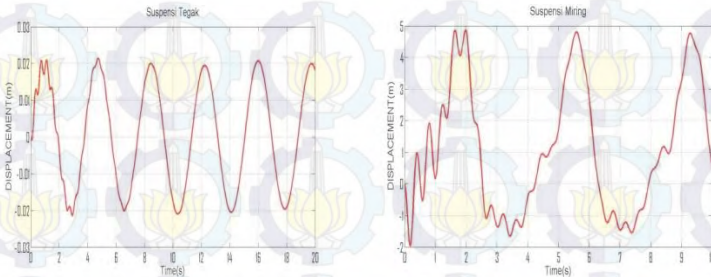 Suspensi Tegak
DISPLACEMENT(m)
0.03
0.02
0.01
0
-0.01
-0.02
-0.03
0 2 4 6 8 10 12 14 16 18 20
Time(s)
Suspensi Miring
DISPLACEMENT(m)
5
4
3
2
1
0
-1
-2
0 1 2 3 4 5 6 7 8 9
Time(s)